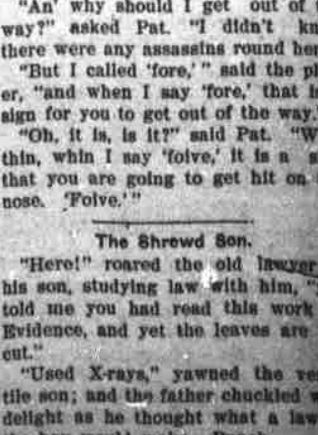 "An' why should I get out of
way?" asked Pat. "I didn't
there were any assassins round
"But I called 'fore,'" said the
er, "and when I say 'fore,' that
sign for you to get out of the way.
"Oh, it is, is it?" said Pat.
thin, whin I say 'foive,' it is a
that you are going to get hit on
nose. 'Foive.'"
The Shrewd Son.
"Here!" roared the old lawyer
his son, studying law with him,
told me you had read this work
Evidence, and yet the leaves are
cut."
"Used X-rays," yawned the
tile son; and the father chuckled
delight as he thought what a